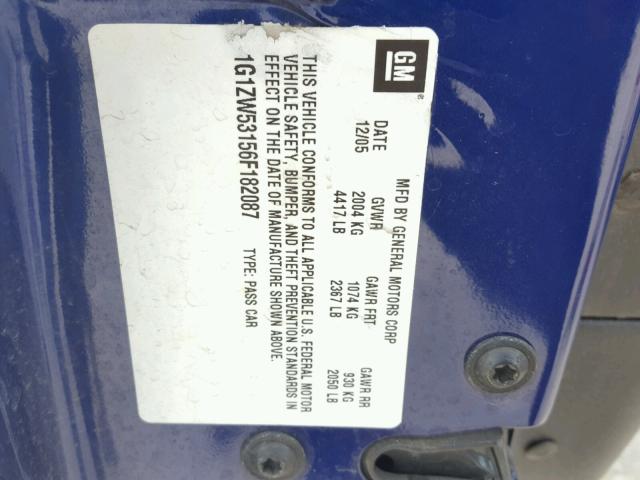 GM
MFD BY GENERAL MOTORS CORP
DATE GVWR GAWR FRT GAWR RR
12/05 2004 KG 1074 KG 930 KG
4417 LB 2367 LB 2050 LB
THIS VEHICLE CONFORMS TO ALL APPLICABLE U.S. FEDERAL MOTOR
VEHICLE SAFETY, BUMPER, AND THEFT PREVENTION STANDARDS IN
EFFECT ON THE DATE OF MANUFACTURE SHOWN ABOVE.
1G1ZW53156F182087 TYPE: PASS CAR